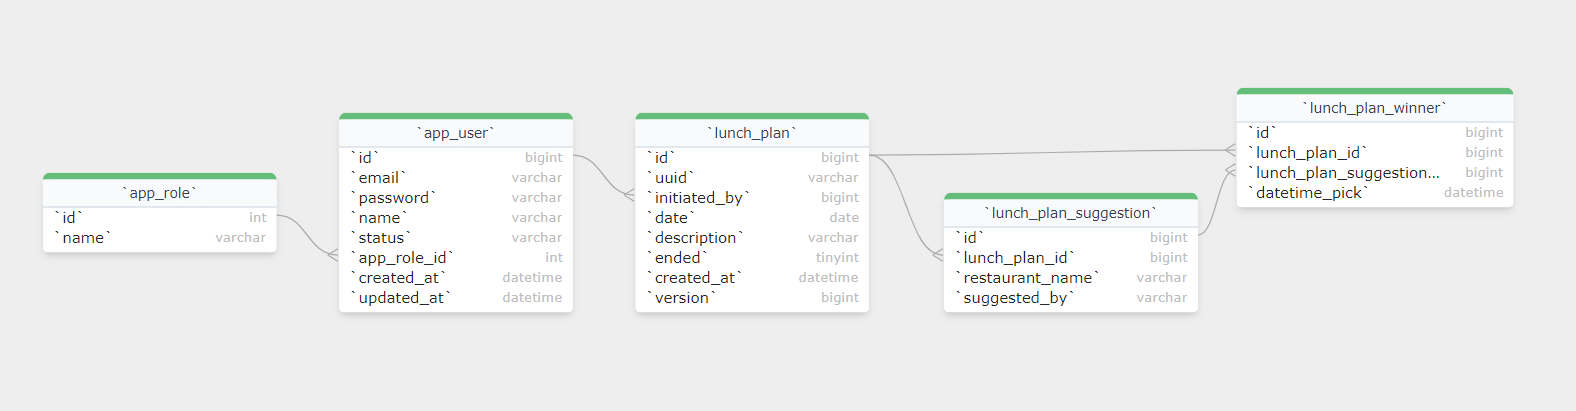 `app_role`
`id` int
`name` varchar
`app_user`
`id` bigint
`email` varchar
`password` varchar
`name` varchar
`status` varchar
`app_role_id` int
`created_at` datetime
`updated_at` datetime
`lunch_plan`
`id` bigint
`uuid` varchar
`initiated_by` bigint
`date` date
`description` varchar
`ended` tinyint
`created_at` datetime
`version` bigint
`lunch_plan_suggestion`
`id` bigint
`lunch_plan_id` bigint
`restaurant_name` varchar
`suggested_by` varchar
`lunch_plan_winner`
`id` bigint
`lunch_plan_id` bigint
`lunch_plan_suggestion... bigint
`datetime_pick` datetime